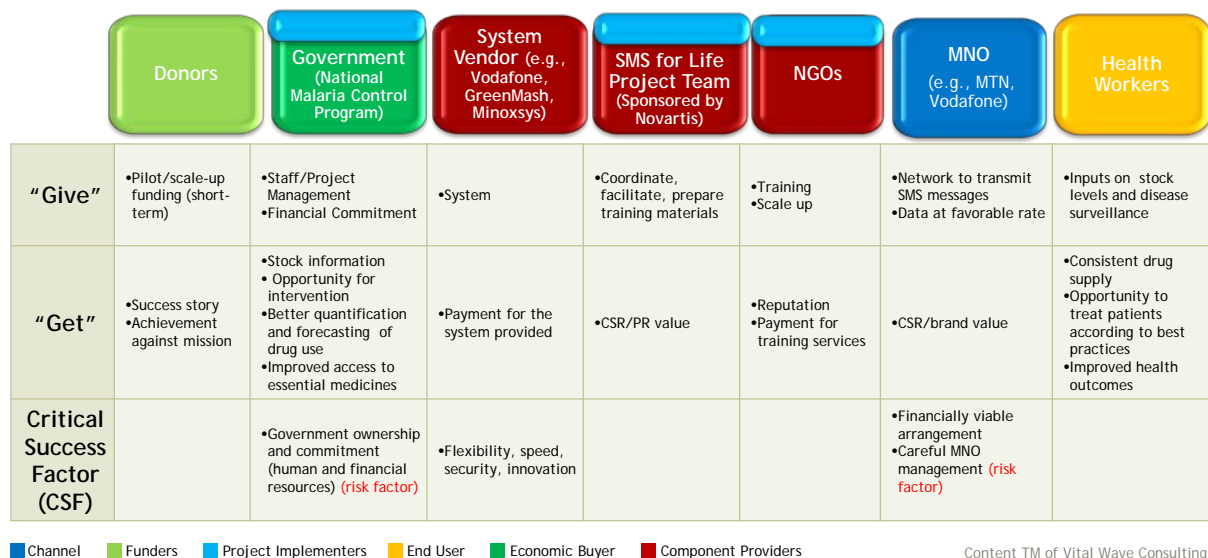 Donors
Government
(National
Malaria Control
Program)
System
Vendor (e.g.,
Vodafone,
GreenMash,
Minoxsys)
SMS for Life
Project Team
(Sponsored by
Novartis)
NGOs
MNO
(e.g., MTN,
Vodafone)
Health
Workers
“Give”
•Pilot/scale-up
funding (short-
term)
•Staff/Project
Management
•Financial Commitment
•System
•Coordinate,
facilitate, prepare
training materials
•Training
•Scale up
•Network to transmit
SMS messages
•Data at favorable rate
•Inputs on stock
levels and disease
surveillance
“Get”
•Success story
•Achievement
against mission
•Stock information
• Opportunity for
intervention
•Better quantification
and forecasting of
drug use
•Improved access to
essential medicines
•Payment for the
system provided
•CSR/PR value
•Reputation
•Payment for
training services
•CSR/brand value
•Consistent drug
supply
•Opportunity to
treat patients
according to best
practices
•Improved health
outcomes
Critical
Success
Factor
(CSF)
•Government ownership
and commitment
(human and financial
resources) (risk factor)
•Flexibility, speed,
security, innovation
•Financially viable
arrangement
•Careful MNO
management (risk
factor)
Channel Funders Project Implementers End User Economic Buyer Component Providers
Content TM of Vital Wave Consulting